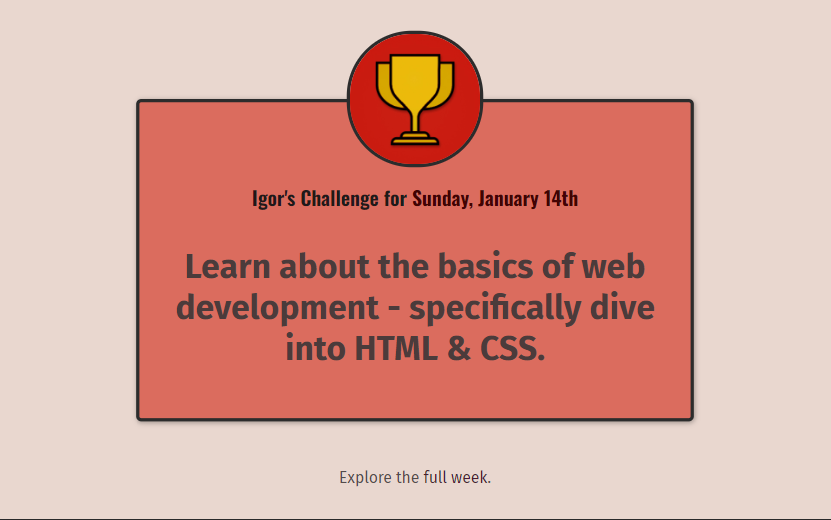 Igor's Challenge for Sunday, January 14th
Learn about the basics of web
development - specifically dive
into HTML & CSS.
Explore the full week.